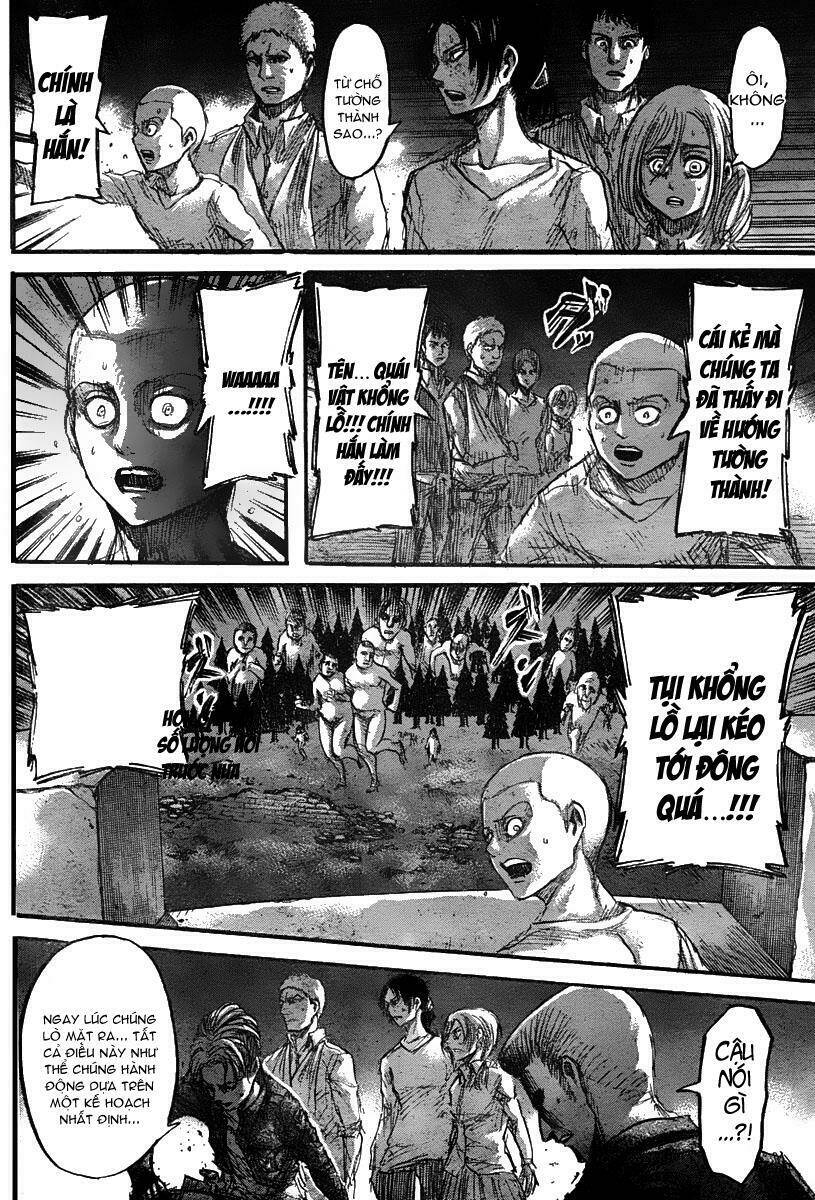 ÔI,
KHÔNG
...
TỪ CHỖ
TƯỜNG
THÀNH
SAO...?
CHÍNH
LÀ
HẮN!
CÁI KẺ MÀ
CHÚNG TA
ĐÃ THẤY ĐI
VỀ HƯỚNG
TƯỜNG
THÀNH!
TÊN... QUÁI
VẬT KHỔNG
LỒ!!! CHÍNH
HẮN LÀM
ĐẤY!!!
WAAAAA
....!!!!
TỤI KHỔNG
LỒ LẠI KÉO
TỚI ĐÔNG
QUÁ...!!!
SỐ LƯỢNG HỒI
TRƯỚC NỮA
CẬU
NÓI
GÌ
...?!
NGAY LÚC CHÚNG
LÒ MẶT RA... TẤT
CẢ ĐIỀU NÀY NHƯ
THỂ CHÚNG HÀNH
ĐỘNG DỰA TRÊN
MỘT KẾ HOẠCH
NHẤT ĐỊNH...